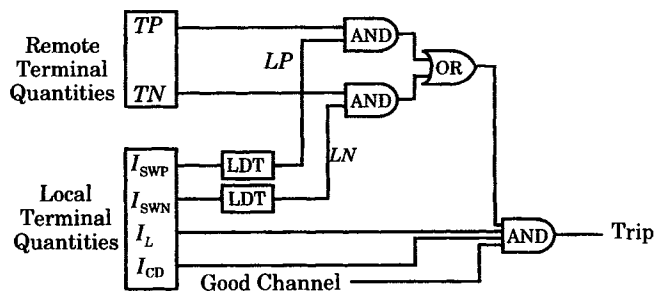 Remote
Terminal
Quantities
TP
TN
LP
AND
AND
OR
Local
Terminal
Quantities
I_SWP
I_SWN
I_L
I_CD
LDT
LDT
LN
AND
Trip
Good Channel